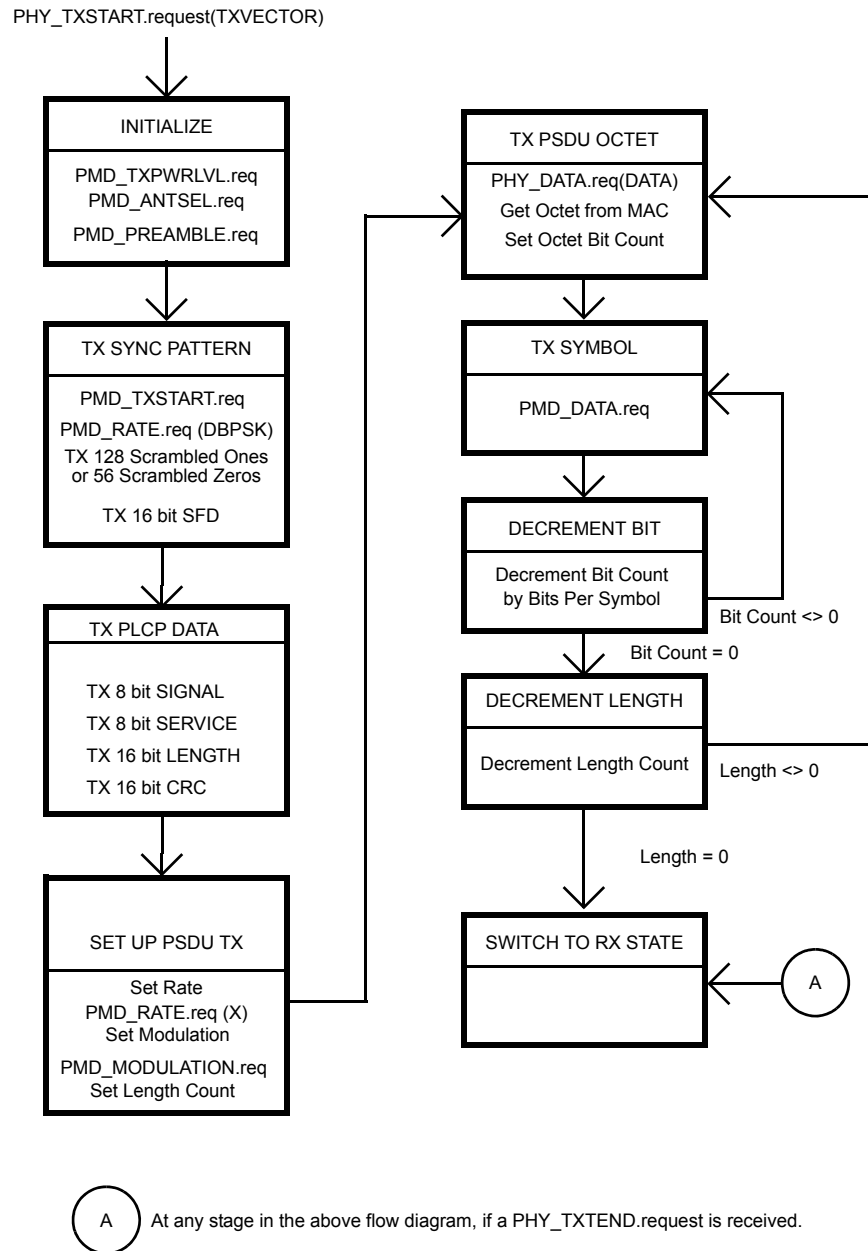 PHY_TXSTART.request(TXVECTOR)
INITIALIZE
PMD_TXPWRLVL.req
PMD_ANTSEL.req
PMD_PREAMBLE.req
TX SYNC PATTERN
PMD_TXSTART.req
PMD_RATE.req (DBPSK)
TX 128 Scrambled Ones
or 56 Scrambled Zeros
TX 16 bit SFD
TX PLCP DATA
TX 8 bit SIGNAL
TX 8 bit SERVICE
TX 16 bit LENGTH
TX 16 bit CRC
SET UP PSDU TX
Set Rate
PMD_RATE.req (X)
Set Modulation
PMD_MODULATION.req
Set Length Count
TX PSDU OCTET
PHY_DATA.req(DATA)
Get Octet from MAC
Set Octet Bit Count
TX SYMBOL
PMD_DATA.req
DECREMENT BIT
Decrement Bit Count
by Bits Per Symbol
Bit Count <> 0
Bit Count = 0
DECREMENT LENGTH
Decrement Length Count
Length <> 0
Length = 0
SWITCH TO RX STATE
A
A
At any stage in the above flow diagram, if a PHY_TXTEND.request is received.